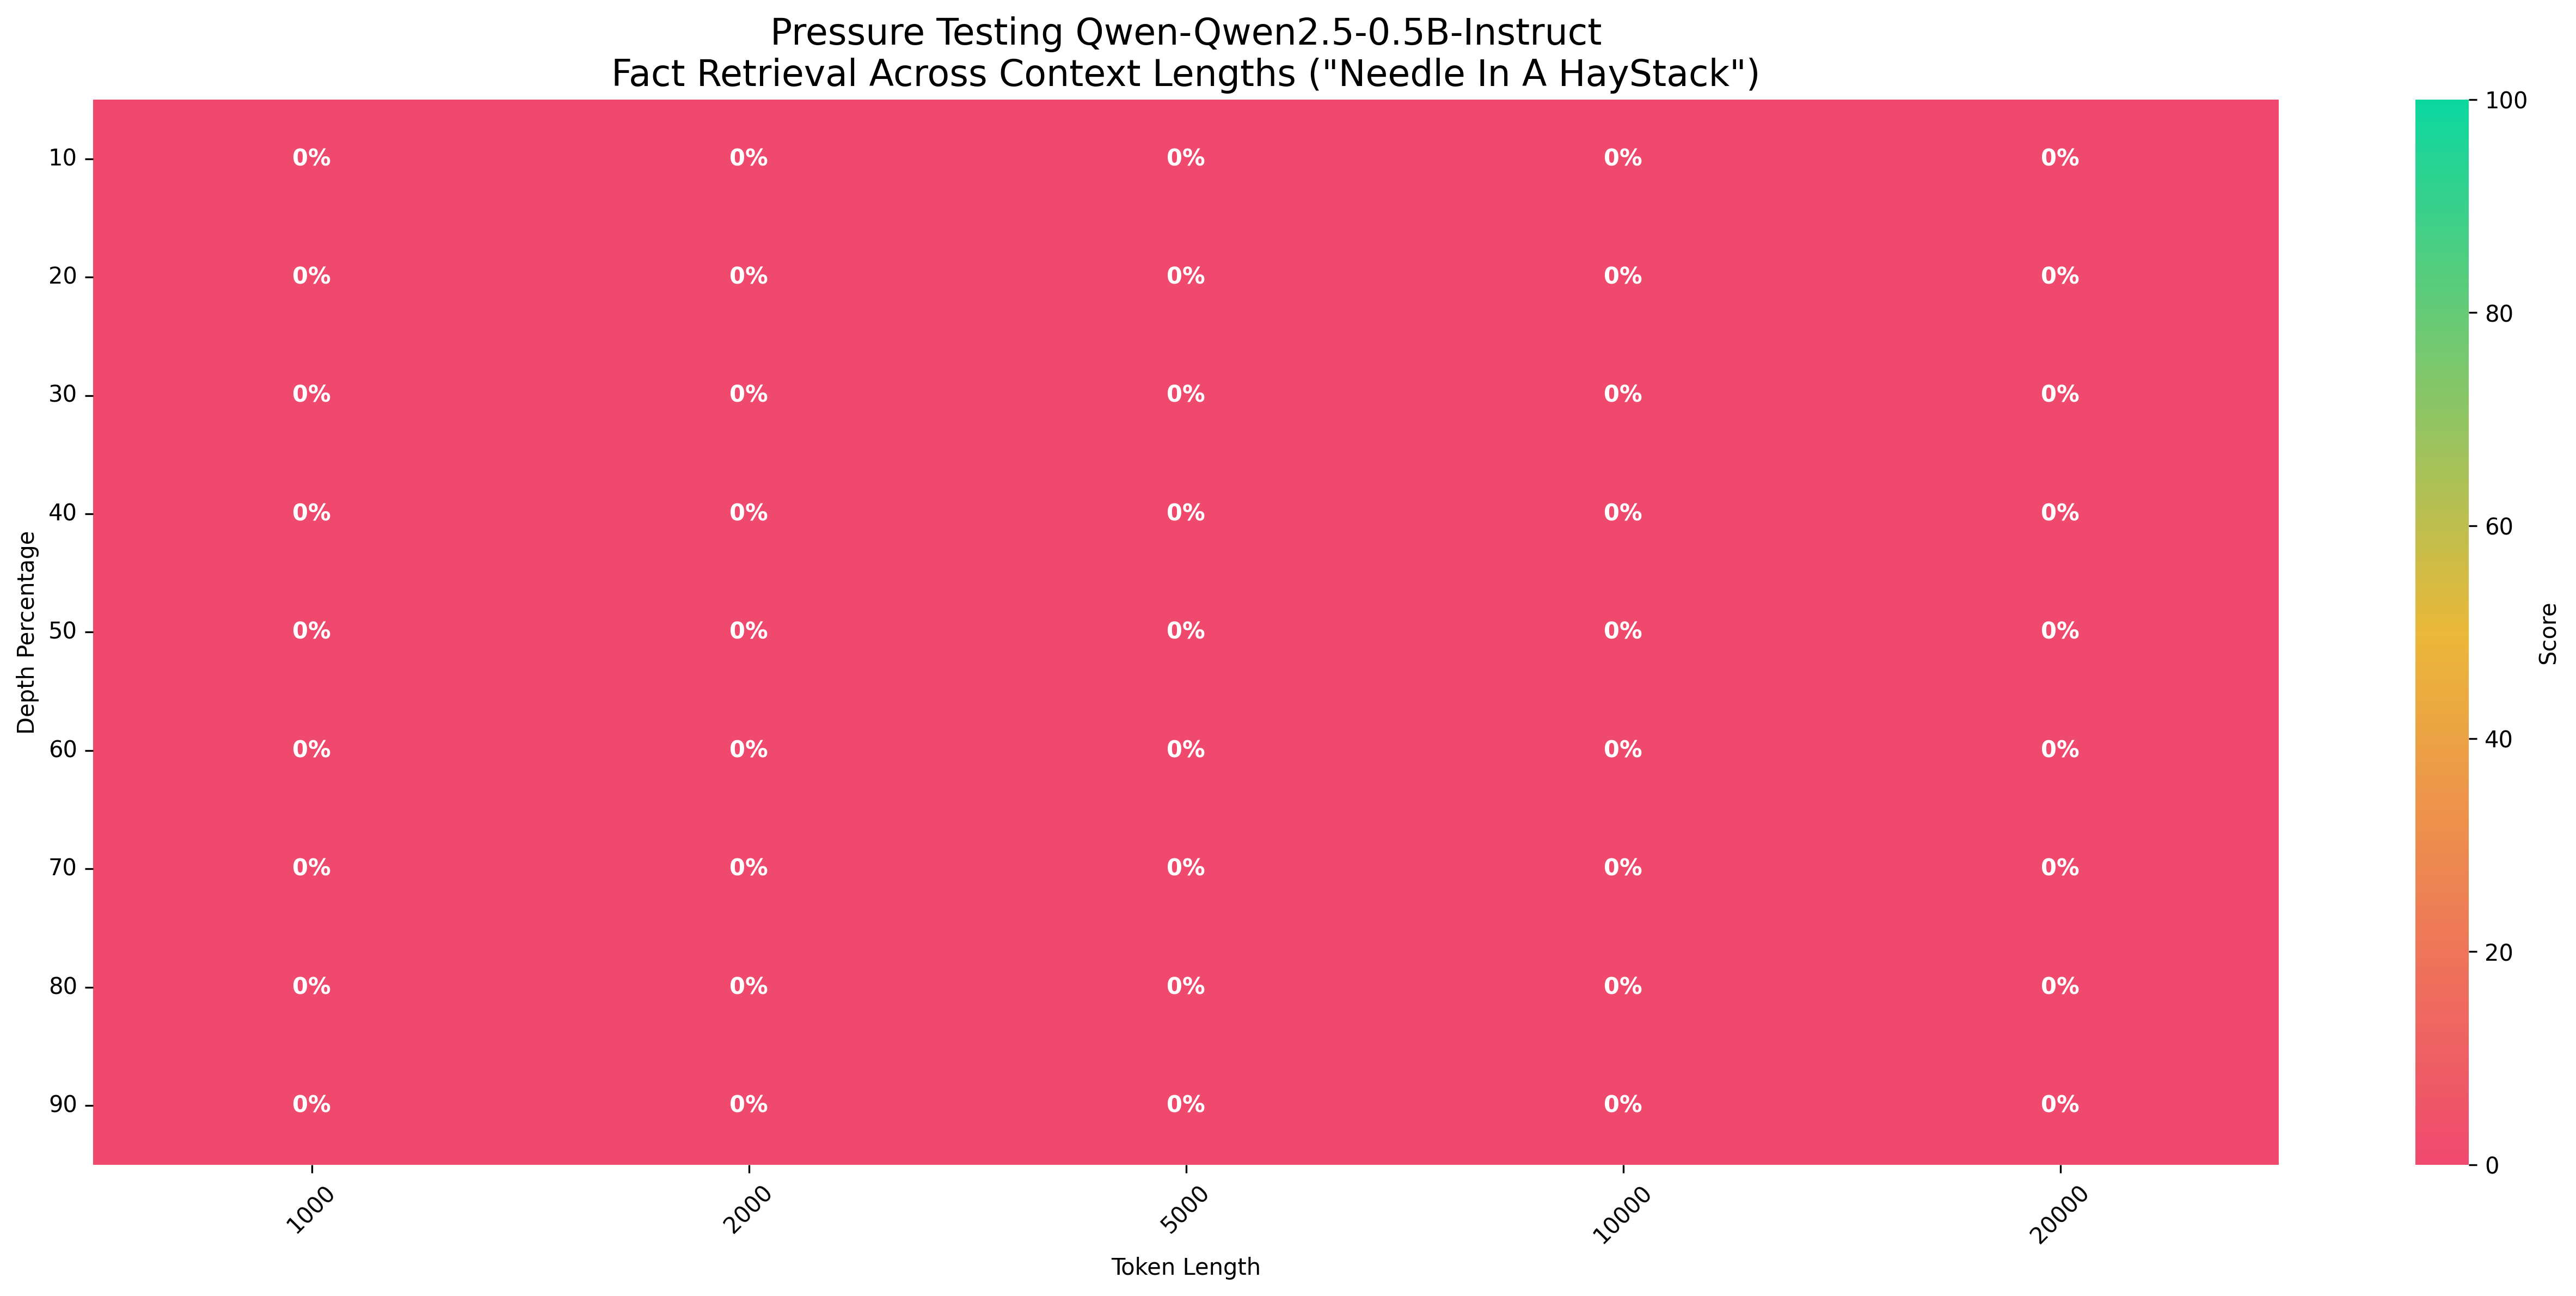 Pressure Testing Qwen-Qwen2.5-0.5B-Instruct
Fact Retrieval Across Context Lengths ("Needle In A HayStack")
Depth Percentage
10 0% 0% 0% 0% 0%
20 0% 0% 0% 0% 0%
30 0% 0% 0% 0% 0%
40 0% 0% 0% 0% 0%
50 0% 0% 0% 0% 0%
60 0% 0% 0% 0% 0%
70 0% 0% 0% 0% 0%
80 0% 0% 0% 0% 0%
90 0% 0% 0% 0% 0%
1000 2000 5000 10000 20000
Token Length
100
80
60
40
20
0
Score